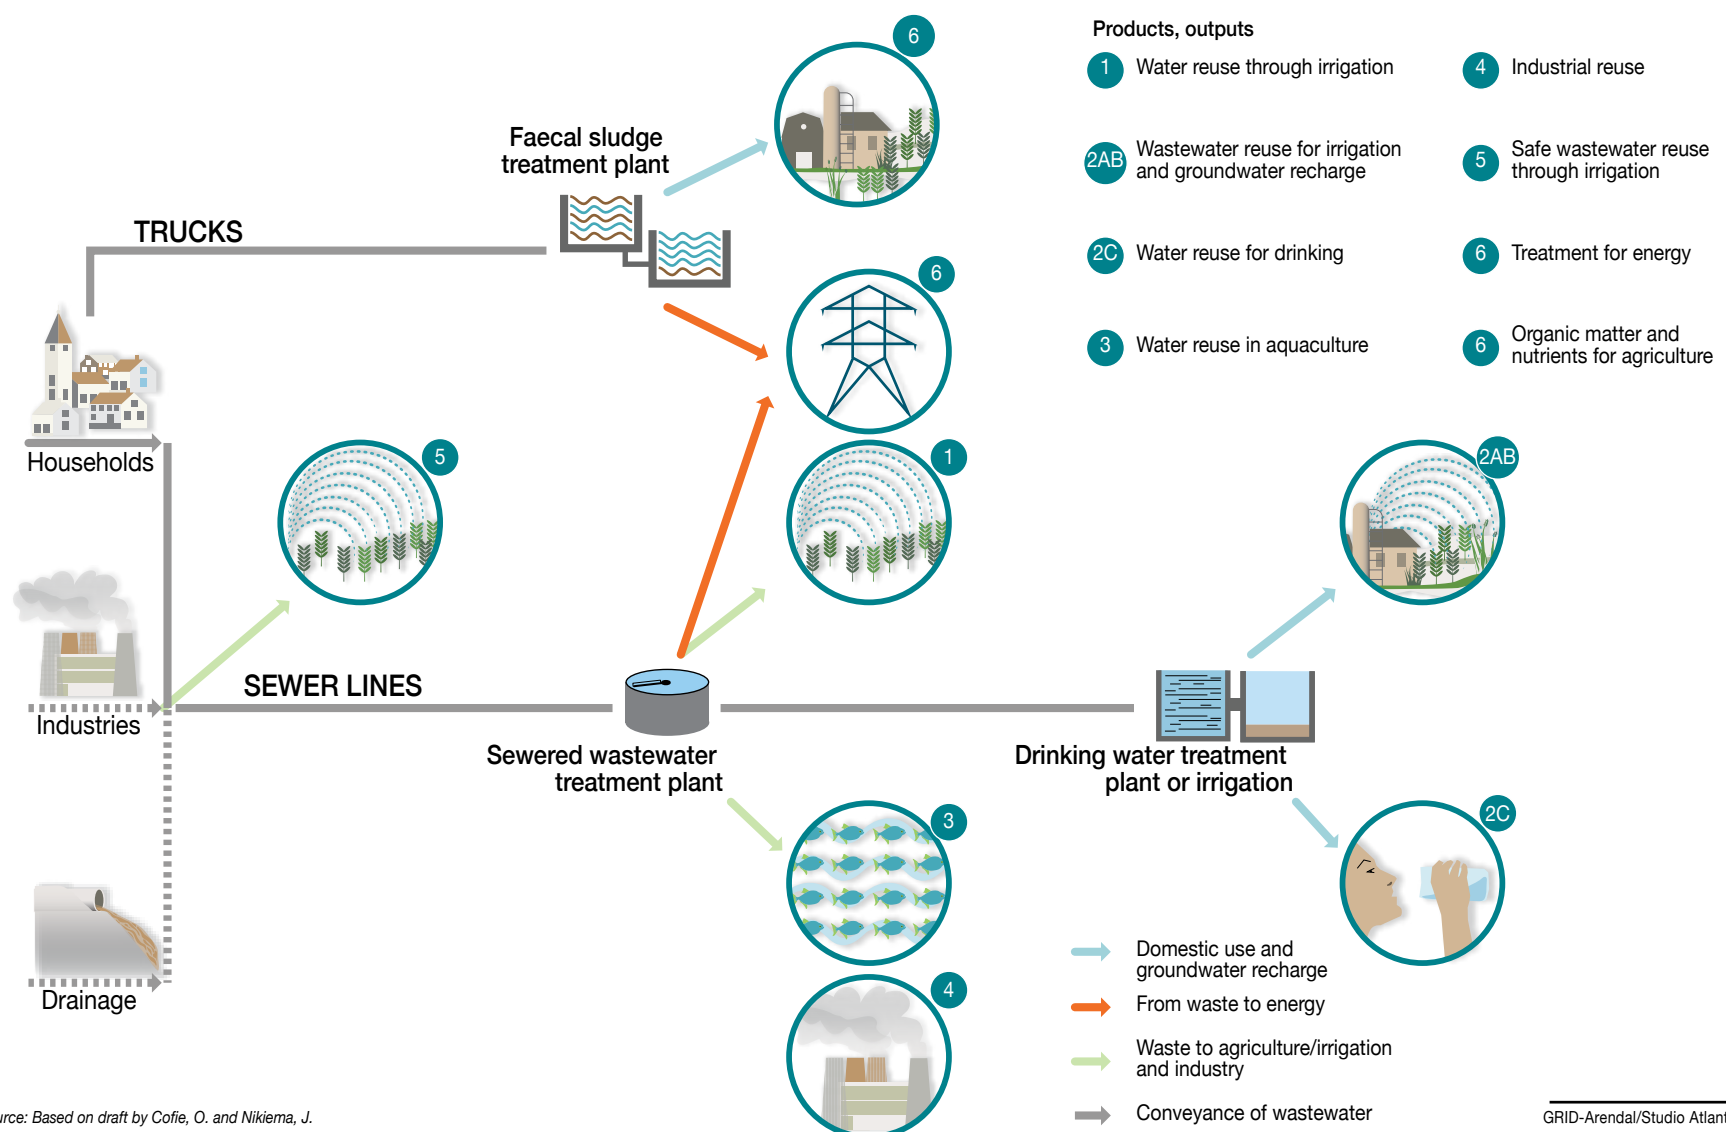 Products, outputs
1 Water reuse through irrigation
2AB Wastewater reuse for irrigation
and groundwater recharge
2C Water reuse for drinking
3 Water reuse in aquaculture
4 Industrial reuse
5 Safe wastewater reuse
through irrigation
6 Treatment for energy
6 Organic matter and
nutrients for agriculture
6
Faecal sludge
treatment plant
TRUCKS
6
Households
5
1
2AB
Industries
SEWER LINES
Sewered wastewater
treatment plant
Drinking water treatment
plant or irrigation
3
2C
Drainage
4
Domestic use and
groundwater recharge
From waste to energy
Waste to agriculture/irrigation
and industry
Conveyance of wastewater
urce: Based on draft by Cofie, O. and Nikiema, J.
GRID-Arendal/Studio Atlant